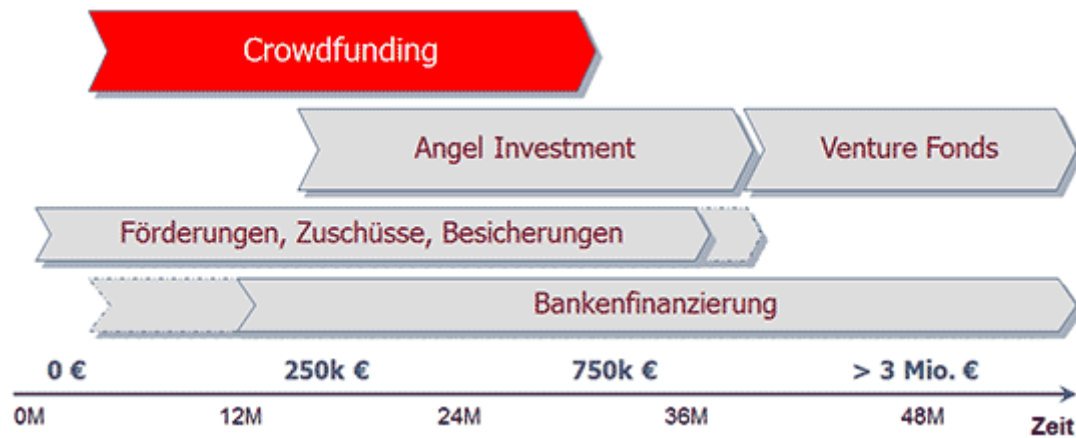 Crowdfunding
Angel Investment
Venture Fonds
Förderungen, Zuschüsse, Besicherungen
Bankenfinanzierung
0 € 250k € 750k € > 3 Mio. €
0M 12M 24M 36M 48M Zeit